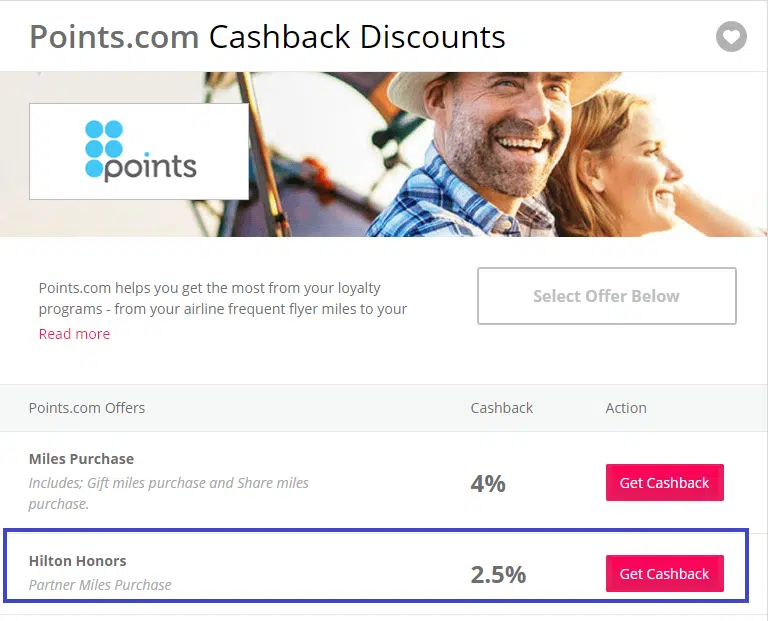 Points.com Cashback Discounts
points
Points.com helps you get the most from your loyalty
programs - from your airline frequent flyer miles to your
Read more
Select Offer Below
Points.com Offers
Cashback
Action
Miles Purchase
Includes; Gift miles purchase and Share miles
purchase.
4%
Get Cashback
Hilton Honors
Partner Miles Purchase
2.5%
Get Cashback